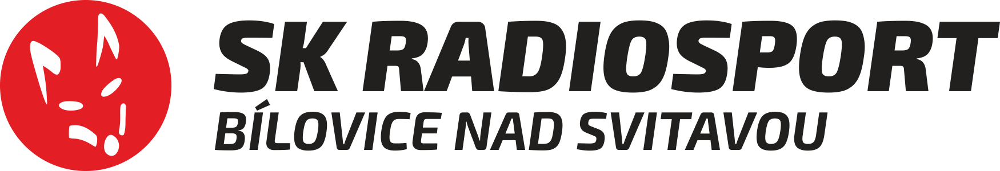 SK RADIOSPORT
BÍLOVICE NAD SVITAVOU